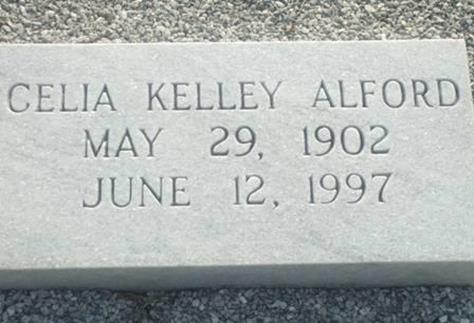 CELIA KELLEY ALFORD
MAY 29, 1902
JUNE 12, 1997